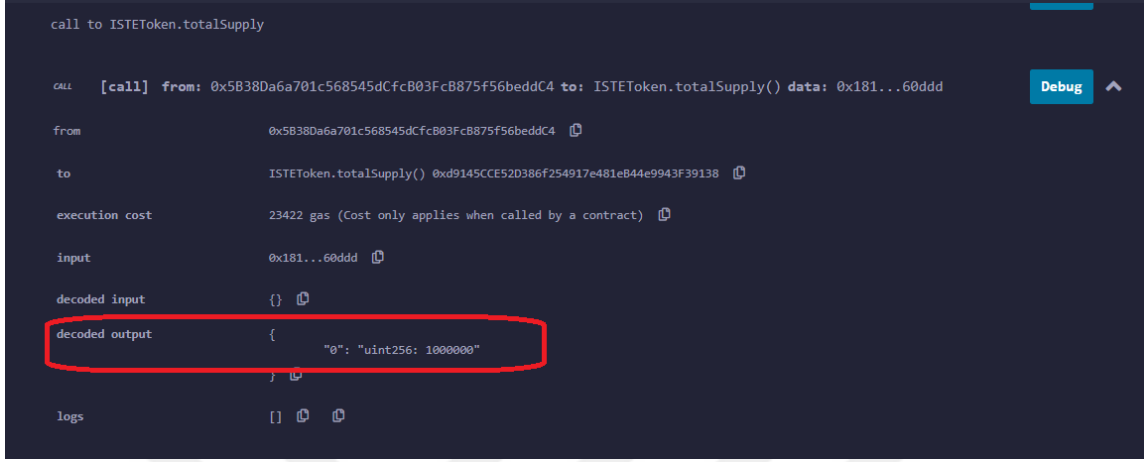 call to ISTEToken.totalSupply
CALL [call] from: 0x5B38Da6a701c568545dCfcB03FcB875f56beddC4 to: ISTEToken.totalSupply() data: 0x181...60ddd Debug
from 0x5B38Da6a701c568545dCfcB03FcB875f56beddC4
to ISTEToken.totalSupply() 0xd9145CCE52D386f254917e481eB44e9943F39138
execution cost 23422 gas (Cost only applies when called by a contract)
input 0x181...60ddd
decoded input {}
decoded output {
"0": "uint256: 1000000"
}
logs []